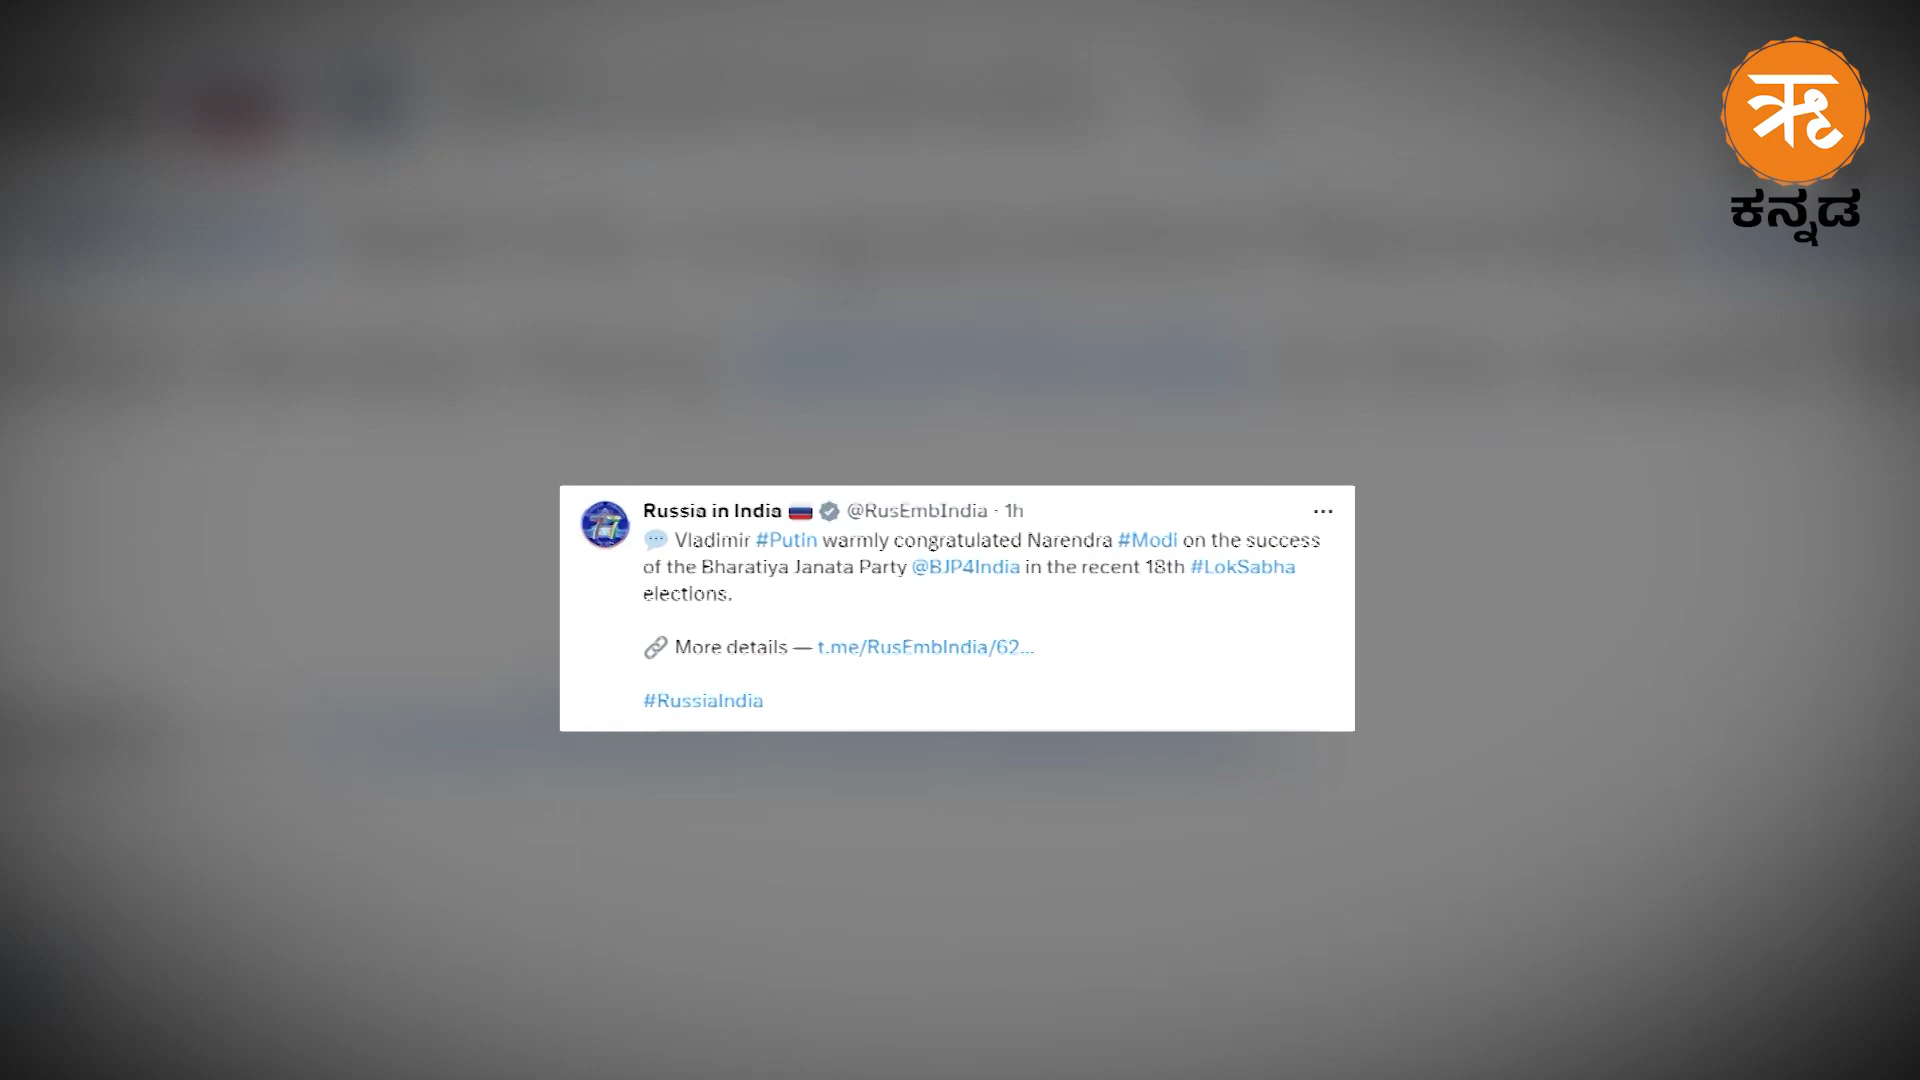 ऋ
ಕನ್ನಡ
Russia in India @RusEmbIndia · 1h
Vladimir #Putin warmly congratulated Narendra #Modi on the success
of the Bharatiya Janata Party @BJP4India in the recent 18th #LokSabha
elections.
More details — t.me/RusEmbIndia/62...
#RussiaIndia